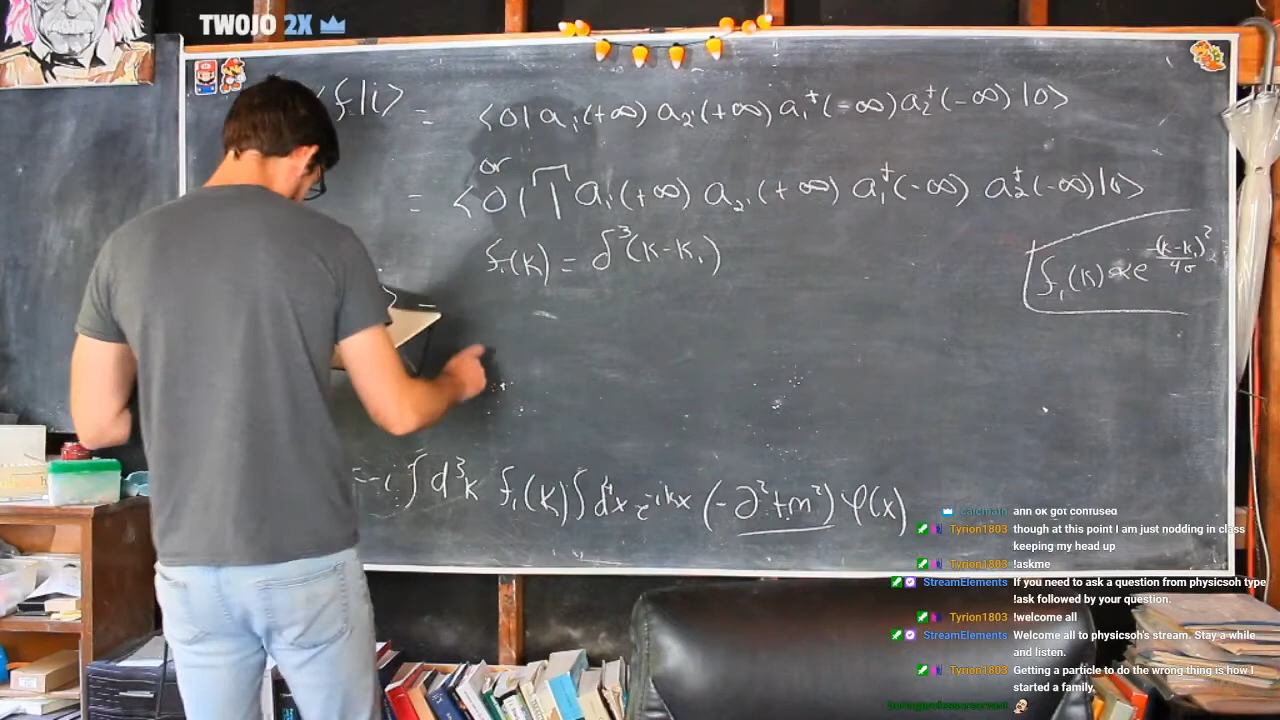 TWOJO 2X
⟨f|i⟩ = ⟨0| a₁'(+∞) a₂'(+∞) a₁†(-∞) a₂†(-∞) |0⟩
or
= ⟨0| T a₁'(+∞) a₂'(+∞) a₁†(-∞) a₂†(-∞) |0⟩
f₁(k) = δ³(k-k₁)
f₁(k) ∝ e^{-(k-k₁)²/4σ²}
= -i ∫d³k f₁(k) ∫d⁴x e^{-ikx} (-∂²+m²) φ(x)
ann ok got confused
Tyrion1803 though at this point I am just nodding in class
keeping my head up
Tyrion1803 !askme
StreamElements If you need to ask a question from physicsoh type
!ask followed by your question.
Tyrion1803 !welcome all
StreamElements Welcome all to physicsoh's stream. Stay a while
and listen.
Tyrion1803 Getting a particle to do the wrong thing is how I
started a family.